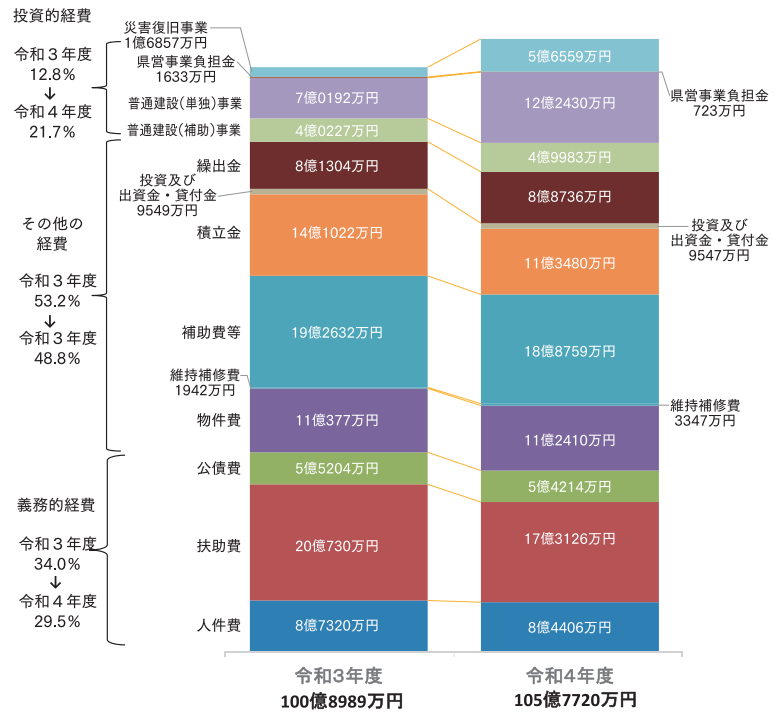 投資的経費
令和３年度
12.8%
↓
令和４年度
21.7%
その他の
経費
令和３年度
53.2%
↓
令和３年度
48.8%
義務的経費
令和３年度
34.0%
↓
令和４年度
29.5%
災害復旧事業
1億6857万円
県営事業負担金
1633万円
普通建設(単独)事業
普通建設(補助)事業
繰出金
投資及び
出資金・貸付金
9549万円
積立金
補助費等
維持補修費
1942万円
物件費
公債費
扶助費
人件費
7億0192万円
4億0227万円
8億1304万円
14億1022万円
19億2632万円
11億377万円
5億5204万円
20億730万円
8億7320万円
5億6559万円
12億2430万円
4億9983万円
8億8736万円
11億3480万円
18億8759万円
11億2410万円
5億4214万円
17億3126万円
8億4406万円
県営事業負担金
723万円
投資及び
出資金・貸付金
9547万円
維持補修費
3347万円
令和3年度
100億8989万円
令和4年度
105億7720万円